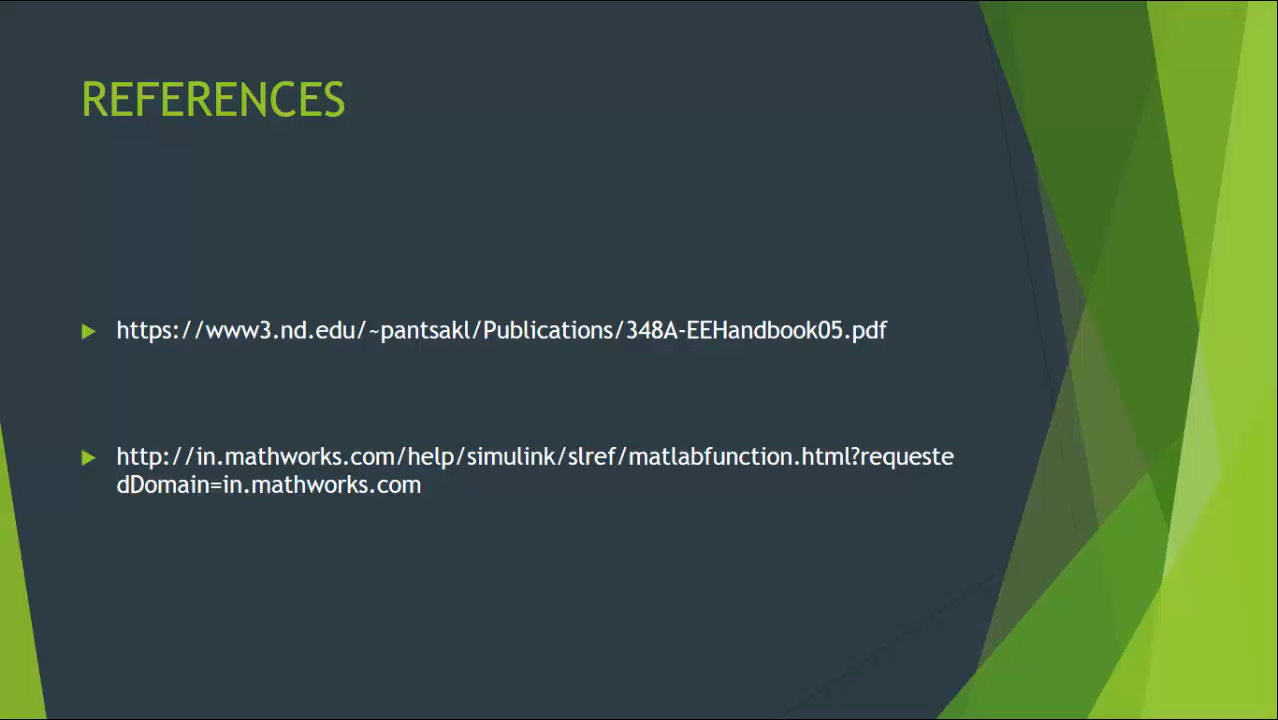 REFERENCES
https://www3.nd.edu/~pantsakl/Publications/348A-EEHandbook05.pdf
http://in.mathworks.com/help/simulink/slref/matlabfunction.html?requeste
dDomain=in.mathworks.com